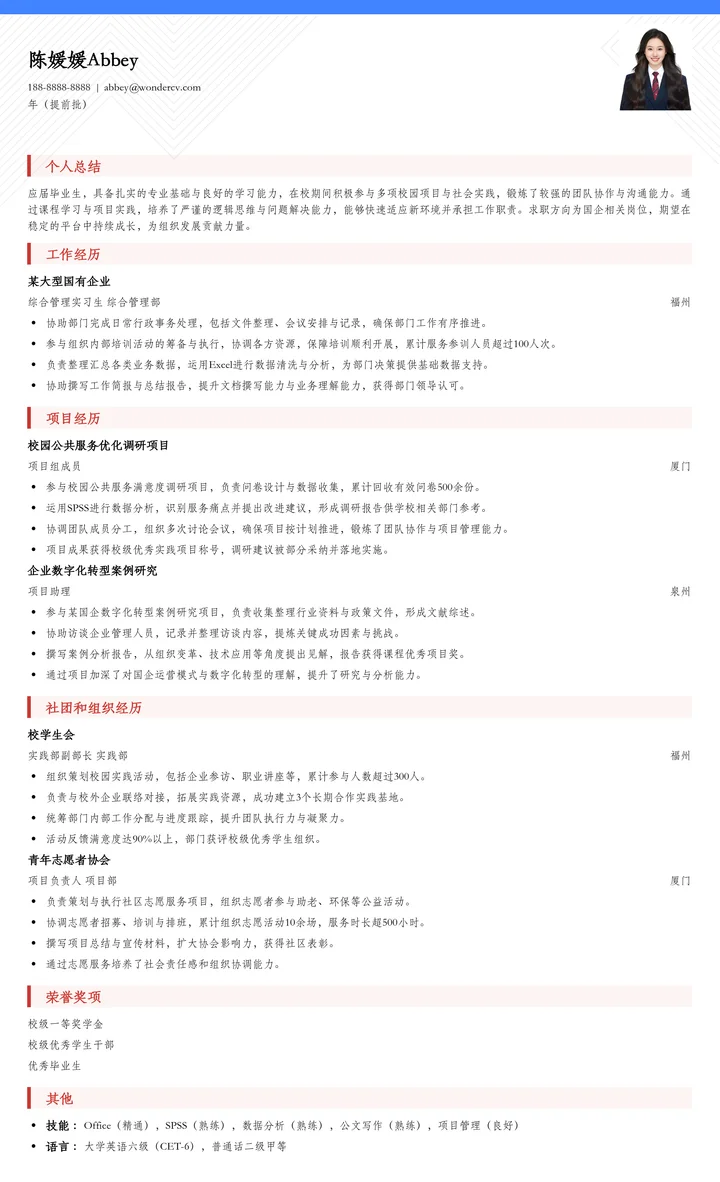 陈媛媛Abbey
188-8888-8888 | abbey@wondercv.com
年（提前批）
个人总结
应届毕业生，具备扎实的专业基础与良好的学习能力，在校期间积极参与多项校园项目与社会实践，锻炼了较强的团队协作与沟通能力。通
过课程学习与项目实践，培养了严谨的逻辑思维与问题解决能力，能够快速适应新环境并承担工作职责。求职方向为国企相关岗位，期望在
稳定的平台中持续成长，为组织发展贡献力量。
工作经历
某大型国有企业
综合管理实习生 综合管理部 福州
• 协助部门完成日常行政事务处理，包括文件整理、会议安排与记录，确保部门工作有序推进。
• 参与组织内部培训活动的筹备与执行，协调各方资源，保障培训顺利开展，累计服务参训人员超过100人次。
• 负责整理汇总各类业务数据，运用Excel进行数据清洗与分析，为部门决策提供基础数据支持。
• 协助撰写工作简报与总结报告，提升文档撰写能力与业务理解能力，获得部门领导认可。
项目经历
校园公共服务优化调研项目
项目组成员 厦门
• 参与校园公共服务满意度调研项目，负责问卷设计与数据收集，累计回收有效问卷500余份。
• 运用SPSS进行数据分析，识别服务痛点并提出改进建议，形成调研报告供学校相关部门参考。
• 协调团队成员分工，组织多次讨论会议，确保项目按计划推进，锻炼了团队协作与项目管理能力。
• 项目成果获得校级优秀实践项目称号，调研建议被部分采纳并落地实施。
企业数字化转型案例研究
项目助理 泉州
• 参与某国企数字化转型案例研究项目，负责收集整理行业资料与政策文件，形成文献综述。
• 协助访谈企业管理人员，记录并整理访谈内容，提炼关键成功因素与挑战。
• 撰写案例分析报告，从组织变革、技术应用等角度提出见解，报告获得课程优秀项目奖。
• 通过项目加深了对国企运营模式与数字化转型的理解，提升了研究与分析能力。
社团和组织经历
校学生会
实践部副部长 实践部 福州
• 组织策划校园实践活动，包括企业参访、职业讲座等，累计参与人数超过300人。
• 负责与校外企业联络对接，拓展实践资源，成功建立3个长期合作实践基地。
• 统筹部门内部工作分配与进度跟踪，提升团队执行力与凝聚力。
• 活动反馈满意度达90%以上，部门获评校级优秀学生组织。
青年志愿者协会
项目负责人 项目部 厦门
• 负责策划与执行社区志愿服务项目，组织志愿者参与助老、环保等公益活动。
• 协调志愿者招募、培训与排班，累计组织志愿活动10余场，服务时长超500小时。
• 撰写项目总结与宣传材料，扩大协会影响力，获得社区表彰。
• 通过志愿服务培养了社会责任感和组织协调能力。
荣誉奖项
校级一等奖学金
校级优秀学生干部
优秀毕业生
其他
• 技能： Office（精通），SPSS（熟练），数据分析（熟练），公文写作（熟练），项目管理（良好）
• 语言： 大学英语六级（CET-6），普通话二级甲等